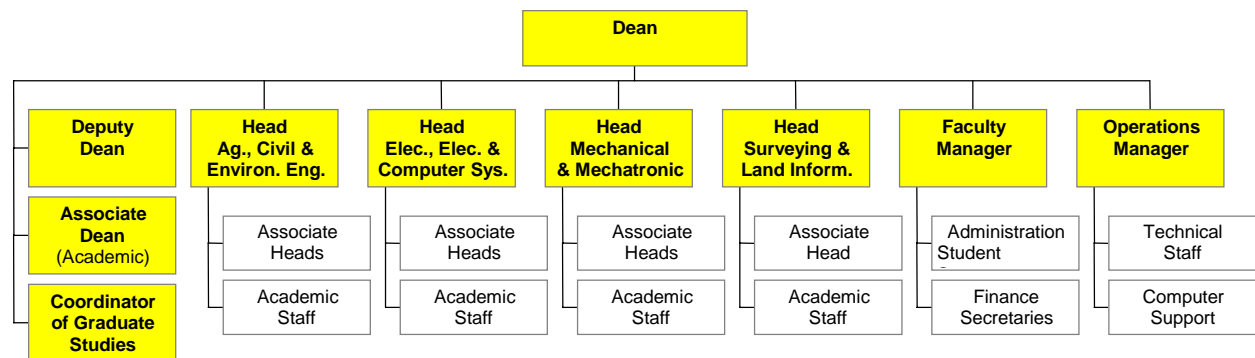 Dean
Deputy
Dean
Head
Ag., Civil &
Environ. Eng.
Head
Elec., Elec. &
Computer Sys.
Head
Mechanical
& Mechatronic
Head
Surveying &
Land Inform.
Faculty
Manager
Operations
Manager
Associate
Dean
(Academic)
Associate
Heads
Associate
Heads
Associate
Heads
Associate
Head
Administration
Student
Technical
Staff
Coordinator
of Graduate
Studies
Academic
Staff
Academic
Staff
Academic
Staff
Academic
Staff
Finance
Secretaries
Computer
Support